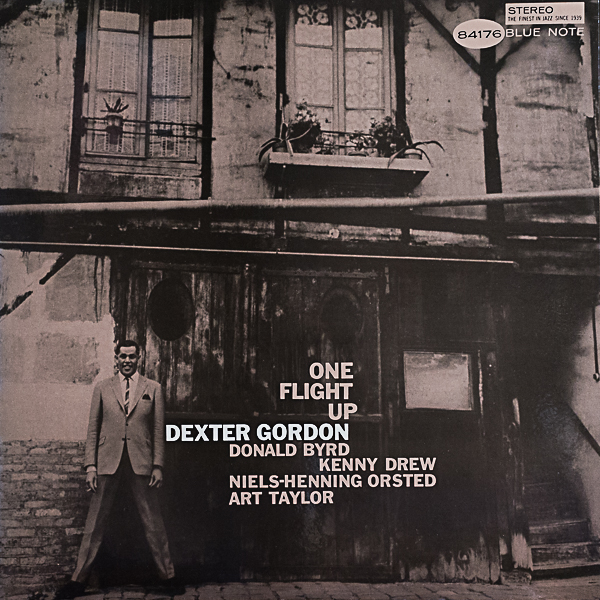 STEREO
THE FINEST IN JAZZ SINCE 1939
84176 BLUE NOTE
ONE
FLIGHT
UP
DEXTER GORDON
DONALD BYRD
KENNY DREW
NIELS-HENNING ORSTED
ART TAYLOR